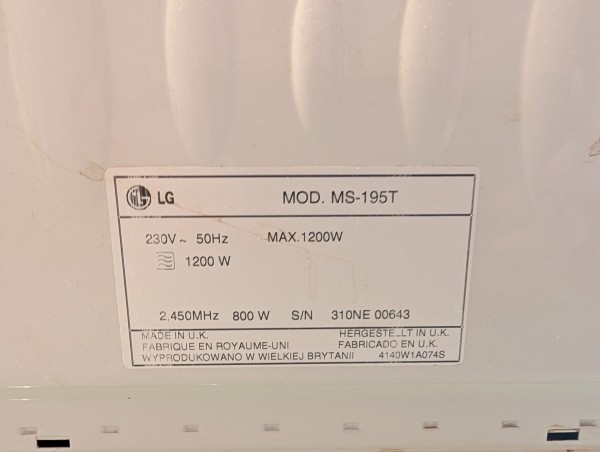 LG MOD. MS-195T
230V ~ 50Hz MAX.1200W
1200 W
2,450MHz 800 W S/N 310NE 00643
MADE IN U.K. HERGESTELLT IN U.K.
FABRIQUE EN ROYAUME-UNI FABRICADO EN U.K.
WYPRODUKOWANO W WIELKIEJ BRYTANII 4140W1A074S